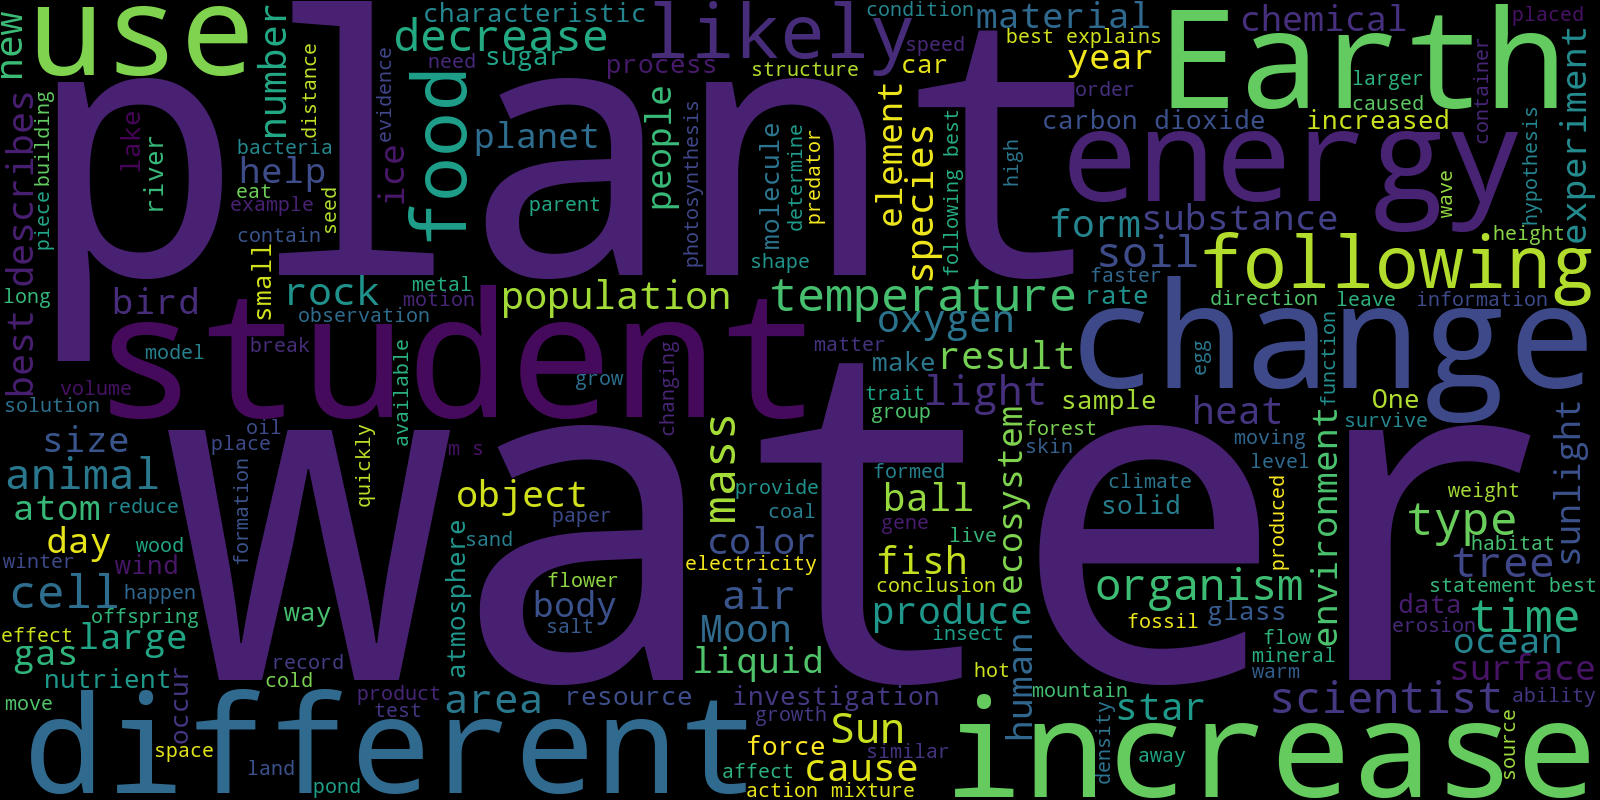 new
use
number
characteristic
decrease
sugar
need
likely
process
structure
condition
speed
car
material
best explains
year
order
Earth
chemical
placed
larger
caused
container
experiment
plant
building
piece
best describes
lake
river
distance
evidence
bacteria
help
eat
example
seed
contain
ice
food
planet
parent
people
photosynthesis
molecule
determine
predator
shape
element
species
following best
high
carbon dioxide
increased
energy
wave
hypothesis
form
substance
soil
faster
following
height
long
bird
small
rock
metal
motion
observation
population
temperature
rate
direction
leave
information
student
model
break
volume
solution
available
grow
changing
matter
oxygen
make
result
trait
group
light
sample
change
egg
function
One
survive
heat
size
oil
place
m s
quickly
mass
water
ecosystem
forest
skin
moving
level
environment
sunlight
animal
atom
reduce
formation
object
paper
provide
coal
formed
ball
gene
live
climate
solid
produced
weight
type
habitat
tree
day
wood
winter
wind
atmosphere
sand
color
electricity
fish
conclusion
cell
happen
offspring
way
flower
body
salt
air
Moon
produce
insect
organism
fossil
glass
statement best
data
erosion
time
effect
large
gas
nutrient
record
cold
liquid
hot
human
flow
mineral
warm
ocean
surface
move
occur
product
test
area
resource
investigation
growth
mountain
star
density
scientist
ability
different
space
land
pond
force
Sun
similar
affect
cause
action mixture
increase
away
source